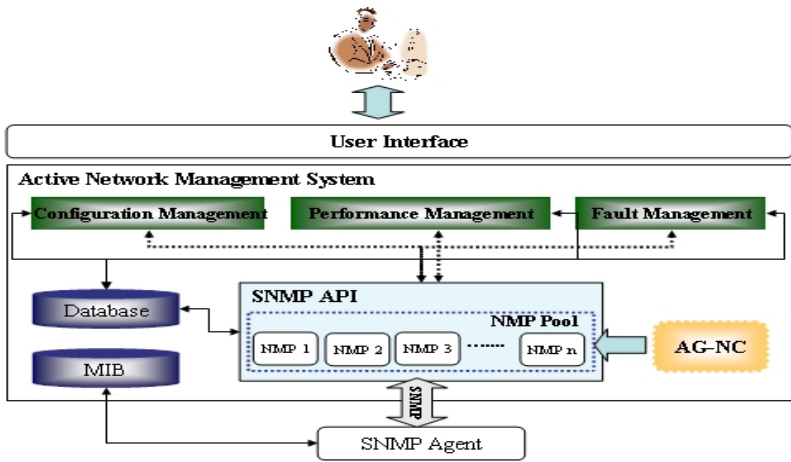 User Interface
Active Network Management System
Configuration Management
Performance Management
Fault Management
SNMP API
Database
NMP Pool
NMP 1
NMP 2
NMP 3
.......
NMP n
AG-NC
MIB
SNMP
SNMP Agent